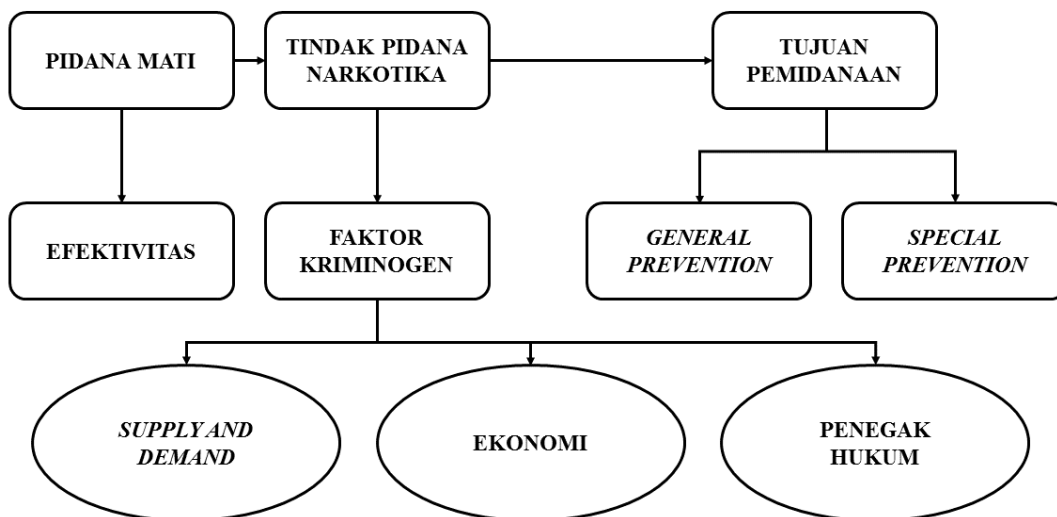 PIDANA MATI
TINDAK PIDANA
NARKOTIKA
TUJUAN
PEMIDANAAN
EFEKTIVITAS
FAKTOR
KRIMINOGEN
GENERAL
PREVENTION
SPECIAL
PREVENTION
SUPPLY AND
DEMAND
EKONOMI
PENEGAK
HUKUM